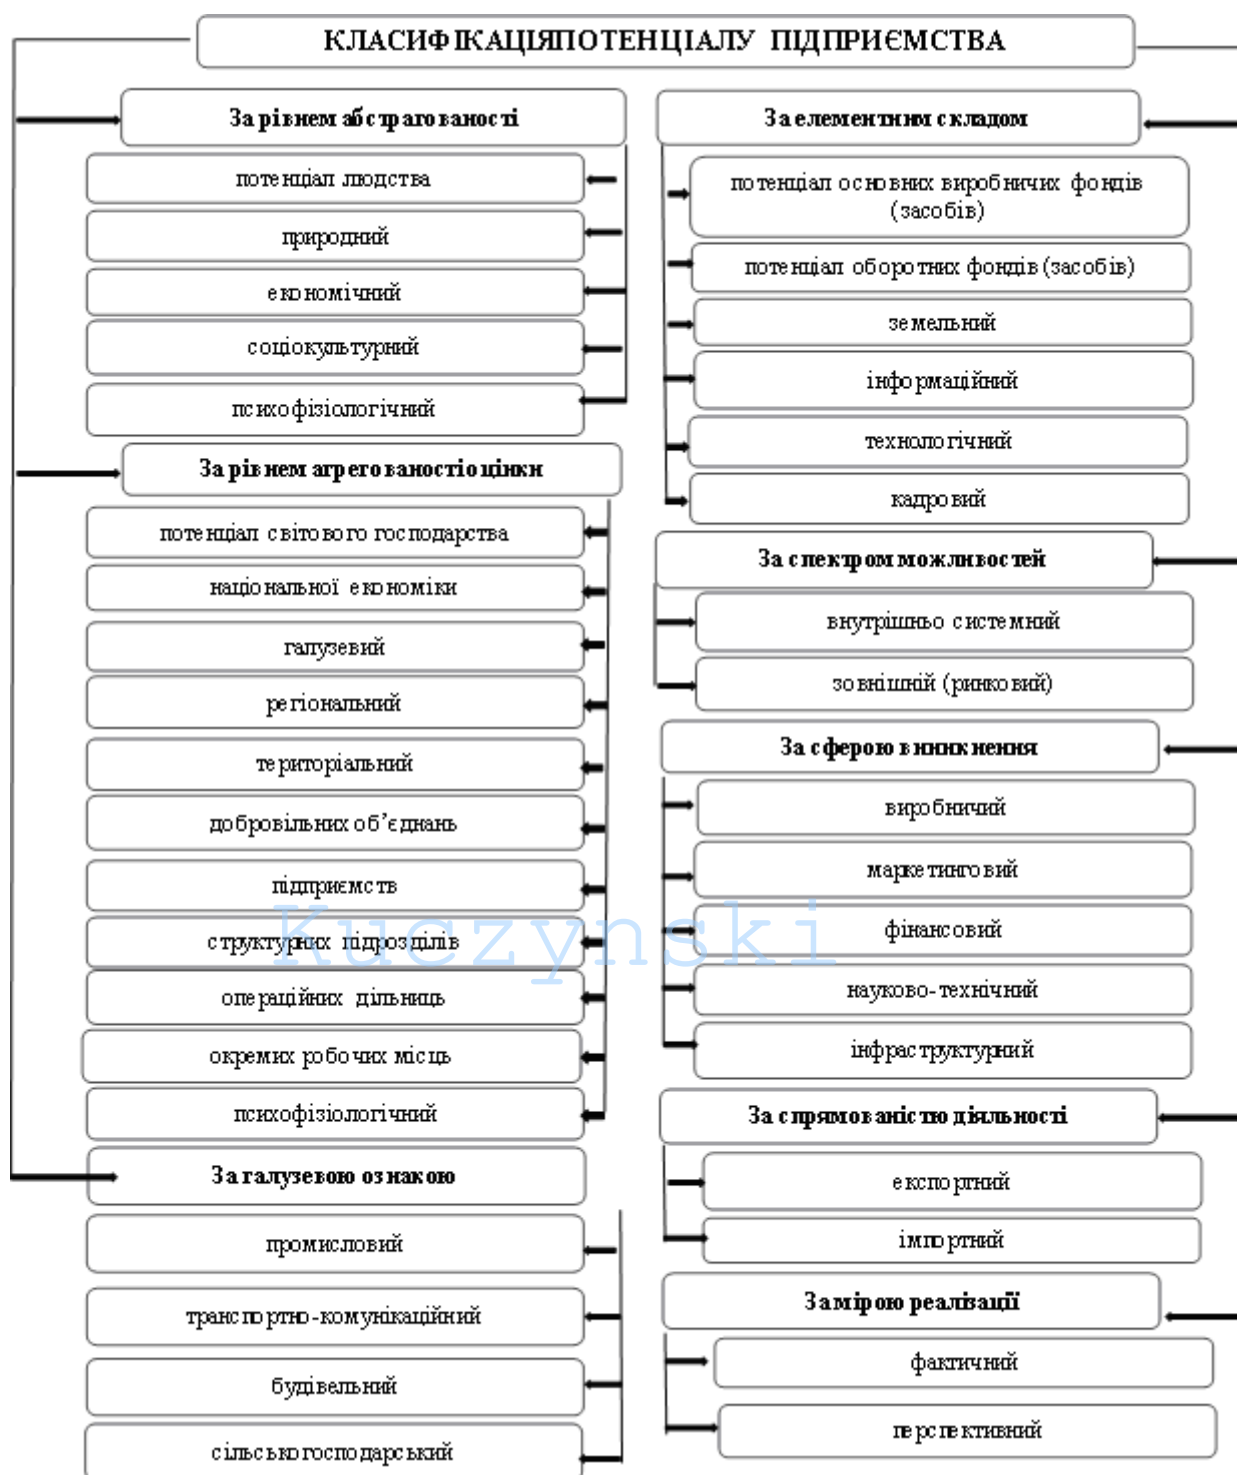 КЛАСИФІКАЦІЯПОТЕНЦІАЛУ ПІДПРИЄМСТВА
За рівнем абстрагованості
потенціал людства
природний
економічний
соціокультурний
психофізіологічний
За рівнем агрегованості оцінки
потенціал світового господарства
національної економіки
галузевий
регіональний
територіальний
добровільних об’єднань
підприємств
структурних підрозділів
операційних дільниць
окремих робочих місць
психофізіологічний
За галузевою ознакою
промисловий
транспортно-комунікаційний
будівельний
сільськогосподарський
За елементним складом
потенціал основних виробничих фондів
(засобів)
потенціал оборотних фондів (засобів)
земельний
інформаційний
технологічний
кадровий
За спектром можливостей
внутрішньо системний
зовнішній (ринковий)
За сферою виникнення
виробничий
маркетинговий
фінансовий
науково-технічний
інфраструктурний
За спрямованістю діяльності
експортний
імпортний
За мірою реалізації
фактичний
перспективний
Kuczynski